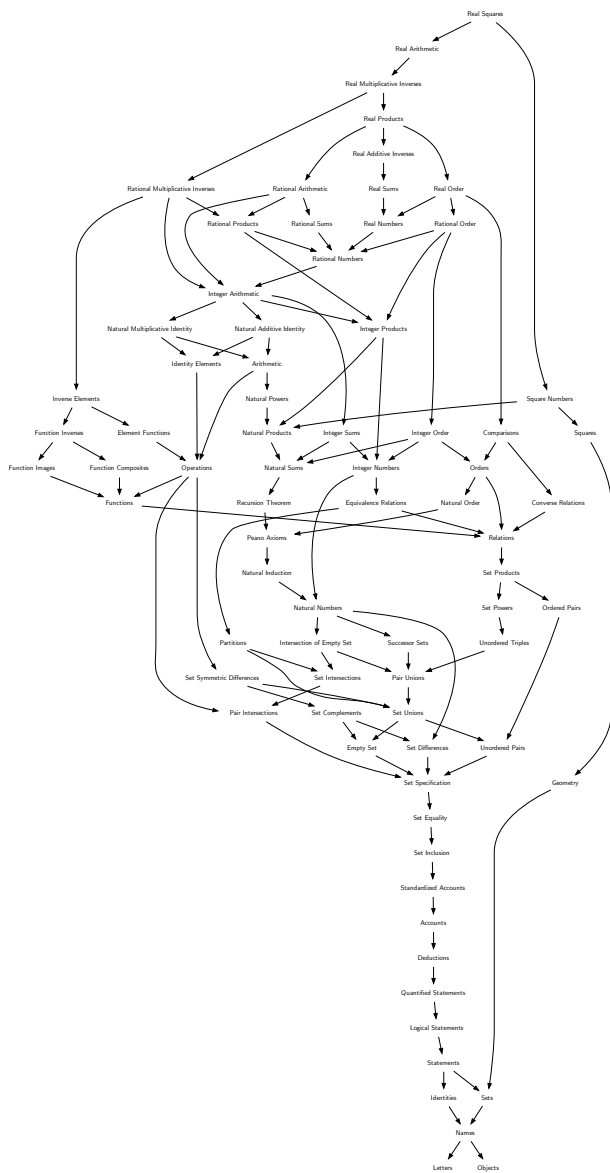 Real Squares
Real Arithmetic
Real Multiplicative Inverses
Real Products
Real Additive Inverses
Rational Multiplicative Inverses
Rational Arithmetic
Real Sums
Real Order
Rational Products
Rational Sums
Real Numbers
Rational Order
Rational Numbers
Integer Arithmetic
Natural Multiplicative Identity
Natural Additive Identity
Integer Products
Identity Elements
Arithmetic
Inverse Elements
Natural Powers
Square Numbers
Function Inverses
Element Functions
Natural Products
Integer Sums
Integer Order
Comparisons
Squares
Function Images
Function Composites
Operations
Natural Sums
Integer Numbers
Orders
Functions
Recursion Theorem
Equivalence Relations
Natural Order
Converse Relations
Peano Axioms
Relations
Natural Induction
Set Products
Natural Numbers
Set Powers
Ordered Pairs
Partitions
Intersection of Empty Set
Successor Sets
Unordered Triples
Set Symmetric Differences
Set Intersections
Pair Unions
Pair Intersections
Set Complements
Set Unions
Empty Set
Set Differences
Unordered Pairs
Set Specification
Geometry
Set Equality
Set Inclusion
Standardized Accounts
Accounts
Deductions
Quantified Statements
Logical Statements
Statements
Identities
Sets
Names
Letters
Objects